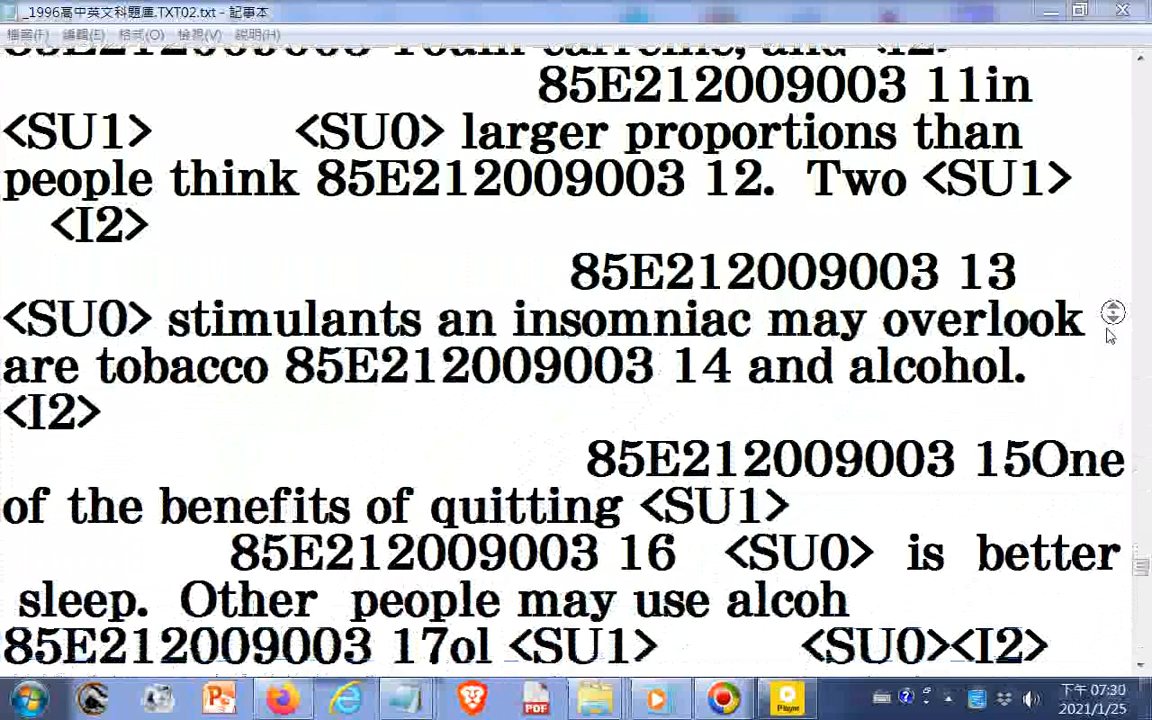 _1996高中英文科題庫.TXT02.txt - 記事本
檔案(F) 編輯(E) 格式(O) 檢視(V) 說明(H)
85E212009003 11in
<SU1> <SU0> larger proportions than
people think 85E212009003 12. Two <SU1>
<I2>
85E212009003 13
<SU0> stimulants an insomniac may overlook
are tobacco 85E212009003 14 and alcohol.
<I2>
85E212009003 15One
of the benefits of quitting <SU1>
85E212009003 16 <SU0> is better
sleep. Other people may use alcoh
85E212009003 17ol <SU1> <SU0><I2>
PDF
Player
下午 07:30
2021/1/25